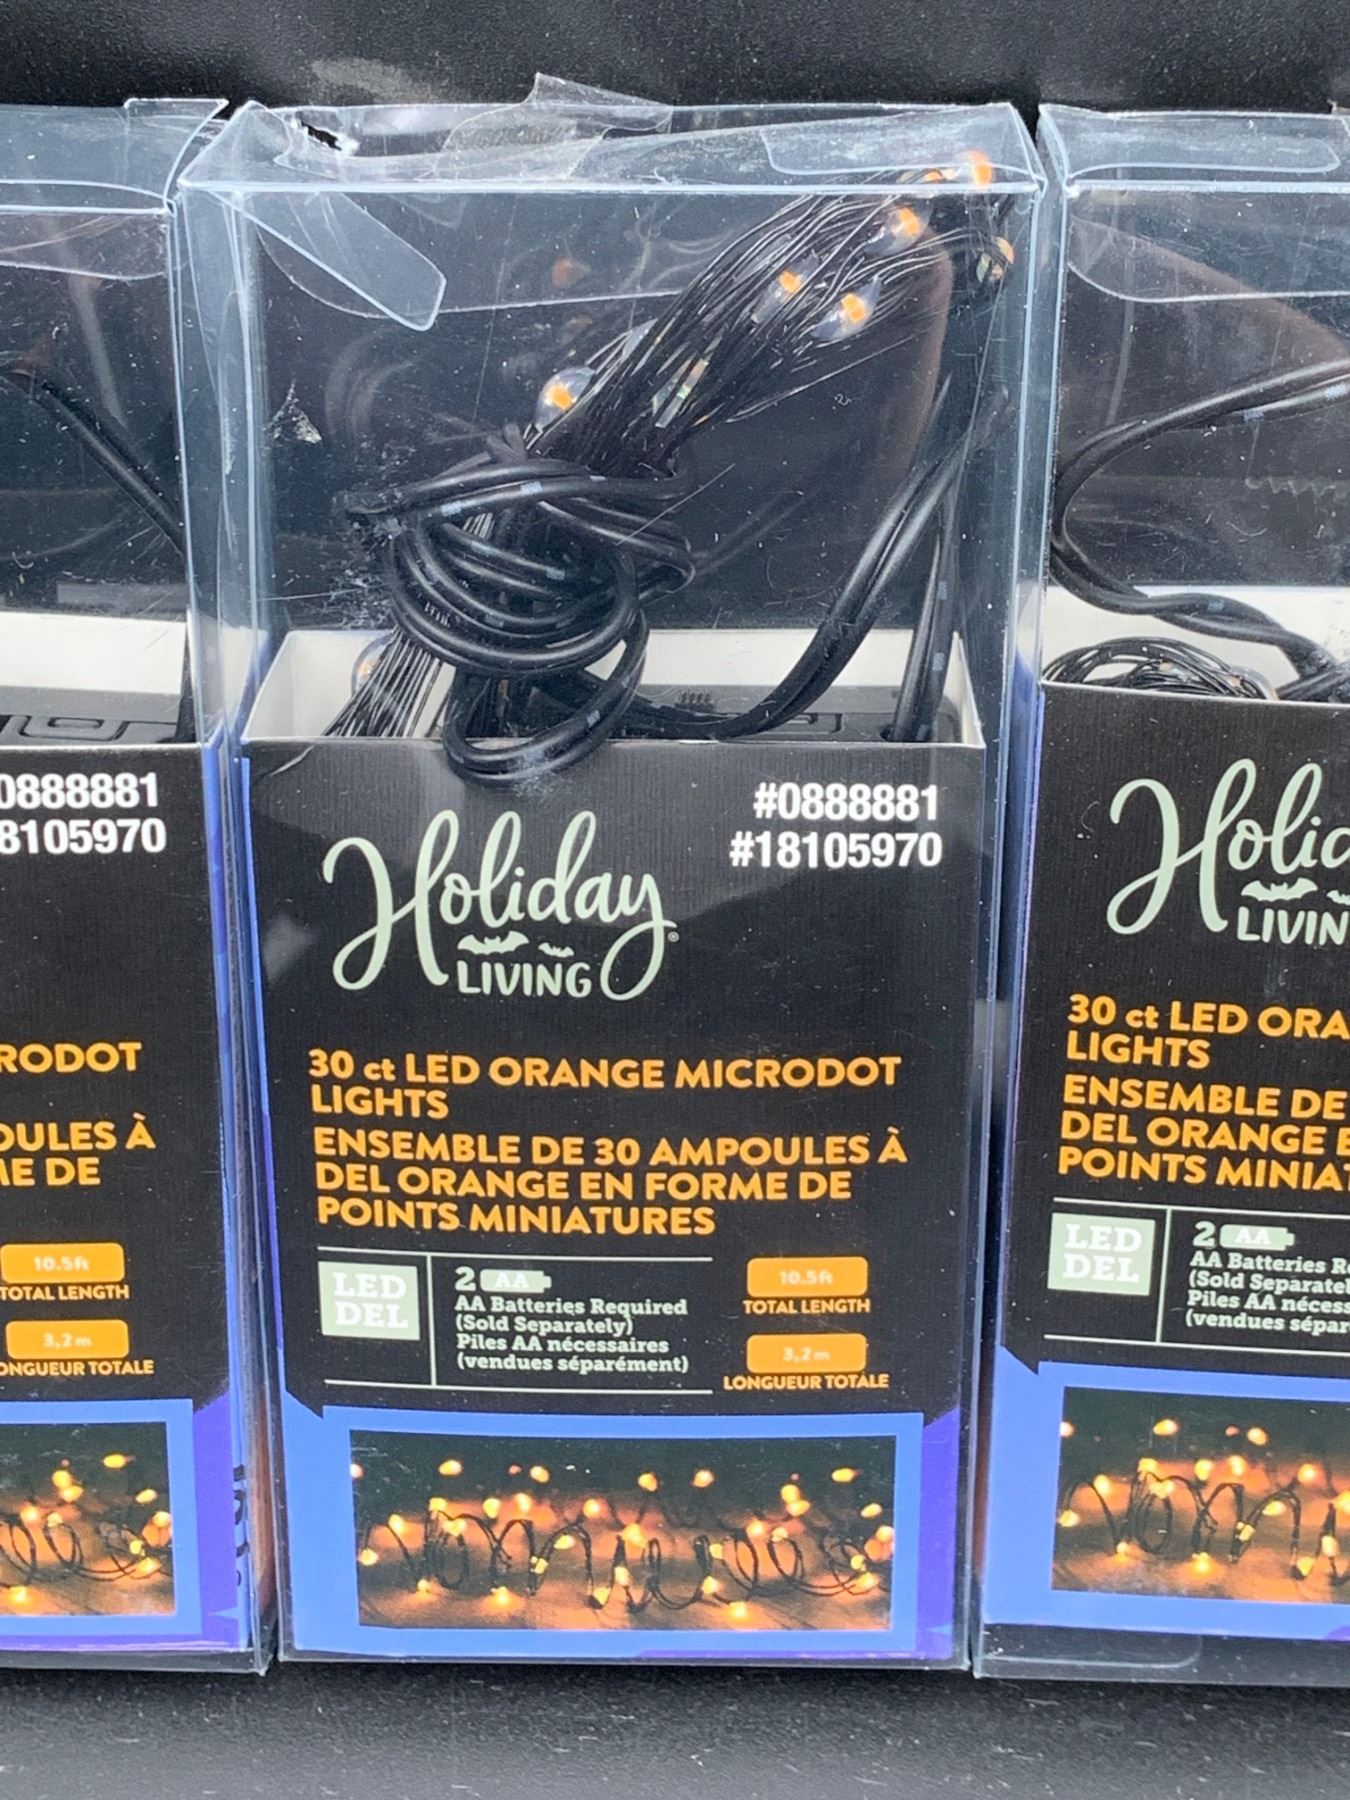 0888881
8105970
RODOT
OULES À
ME DE
10.5ft
TOTAL LENGTH
3,2m
ONGUEUR TOTALE
#0888881
#18105970
Holiday
LIVING
30 ct LED ORANGE MICRODOT
LIGHTS
ENSEMBLE DE 30 AMPOULES À
DEL ORANGE EN FORME DE
POINTS MINIATURES
LED
DEL
2 AA
AA Batteries Required
(Sold Separately)
Piles AA nécessaires
(vendues séparément)
10.5ft
TOTAL LENGTH
3,2m
LONGUEUR TOTALE
Holid
LIVIN
30 ct LED ORA
LIGHTS
ENSEMBLE DE
DEL ORANGE E
POINTS MINIAT
LED
DEL
2 AA
AA Batteries Re
(Sold Separatel
Piles AA nécess
(vendues sépar